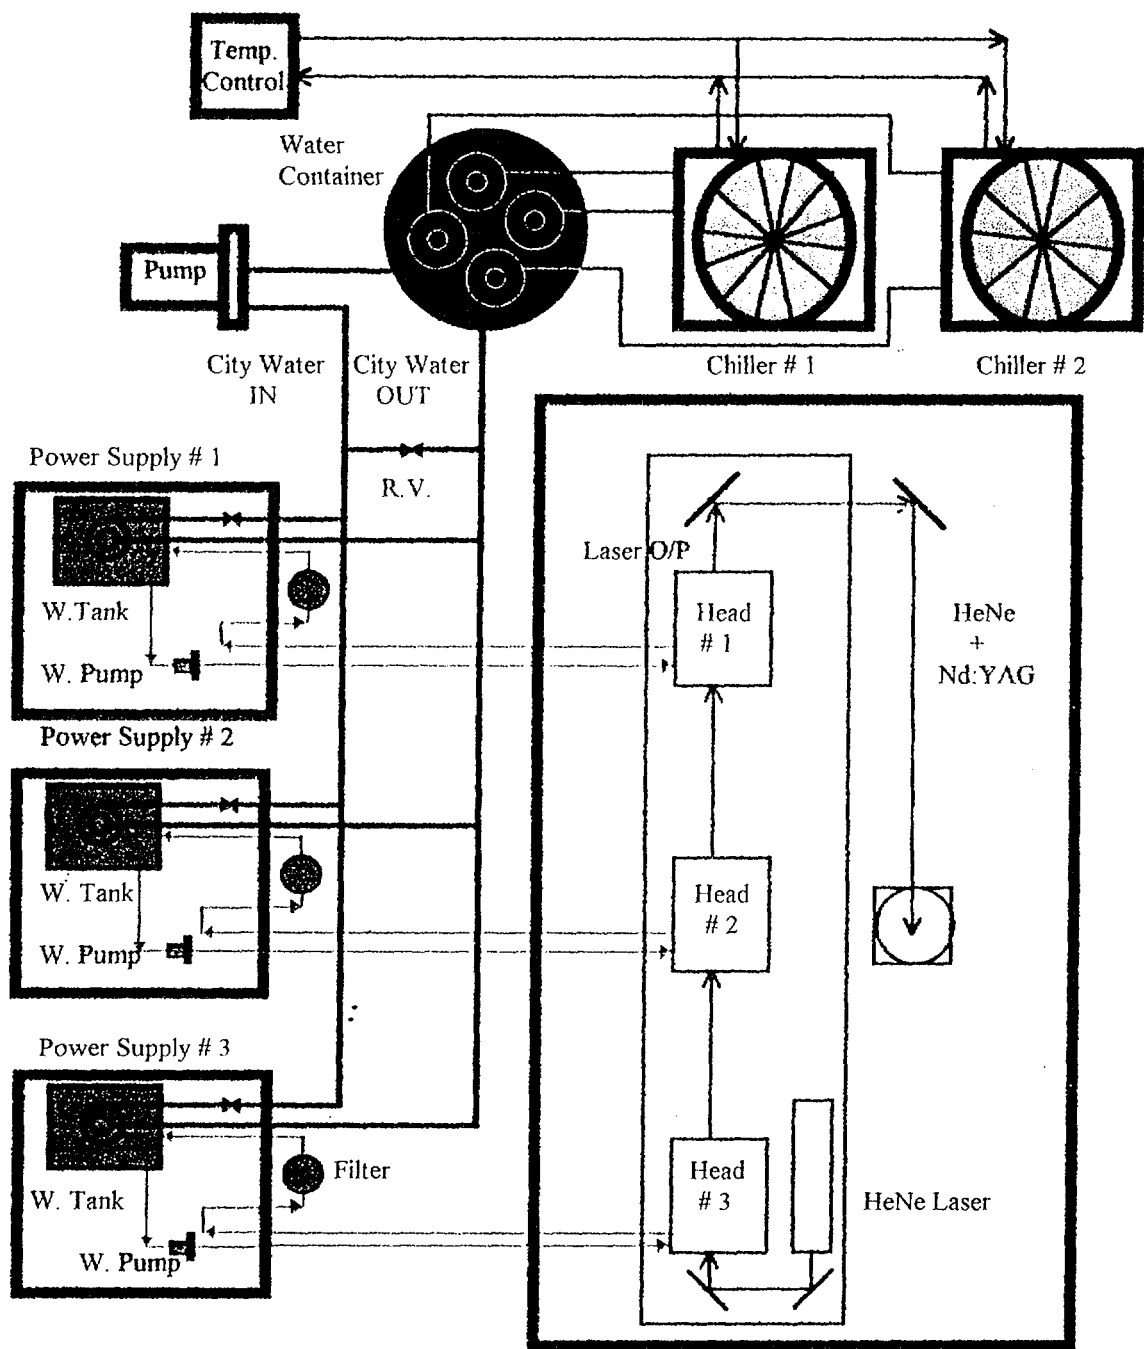 Temp.
Control
Water
Container
Pump
City Water
IN
City Water
OUT
Chiller # 1
Chiller # 2
Power Supply # 1
R.V.
Laser O/P
W.Tank
Head
# 1
HeNe
+
Nd:YAG
W. Pump
Power Supply # 2
W. Tank
Head
# 2
W. Pump
Power Supply # 3
Head
# 3
Filter
W. Tank
HeNe Laser
W. Pump